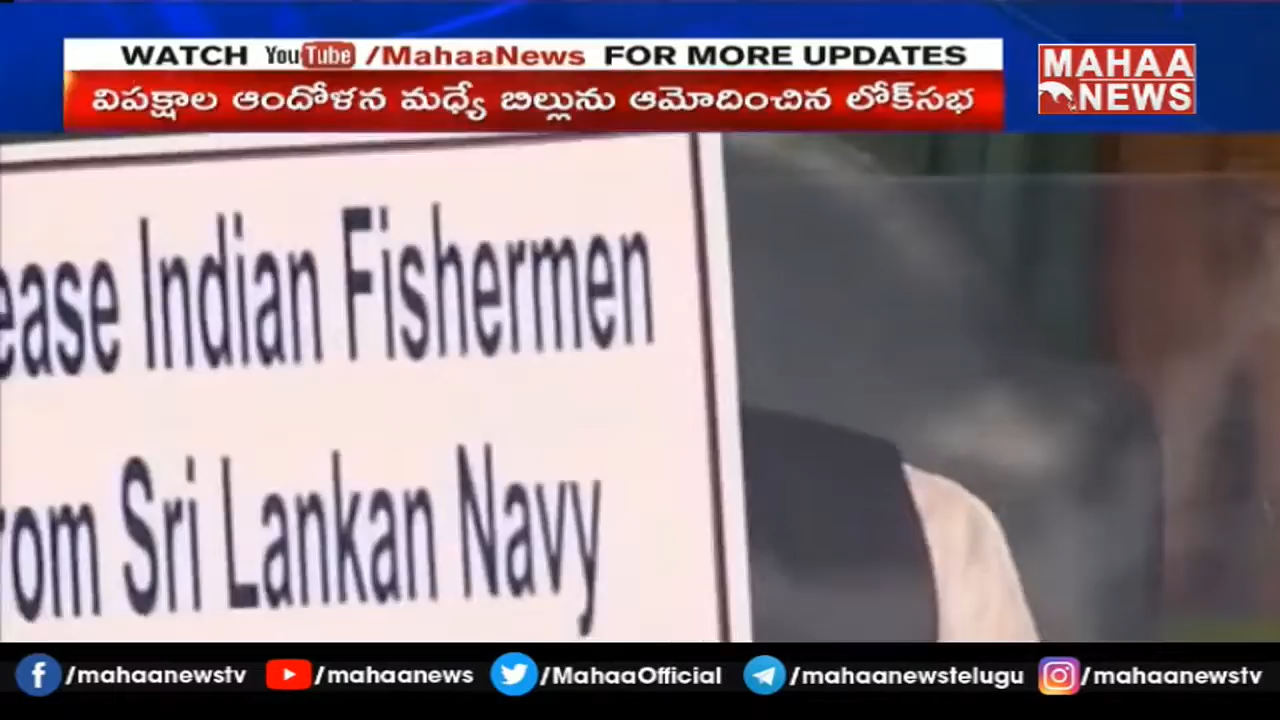 WATCH YouTube /MahaaNews FOR MORE UPDATES
విపక్షాల ఆందోళన మధ్యే బిల్లును ఆమోదించిన లోక్‌సభ
MAHAA
NEWS
ease Indian Fishermen
rom Sri Lankan Navy
/mahaanewstv /mahaanews /MahaaOfficial /mahaanewstelugu /mahaanewstv